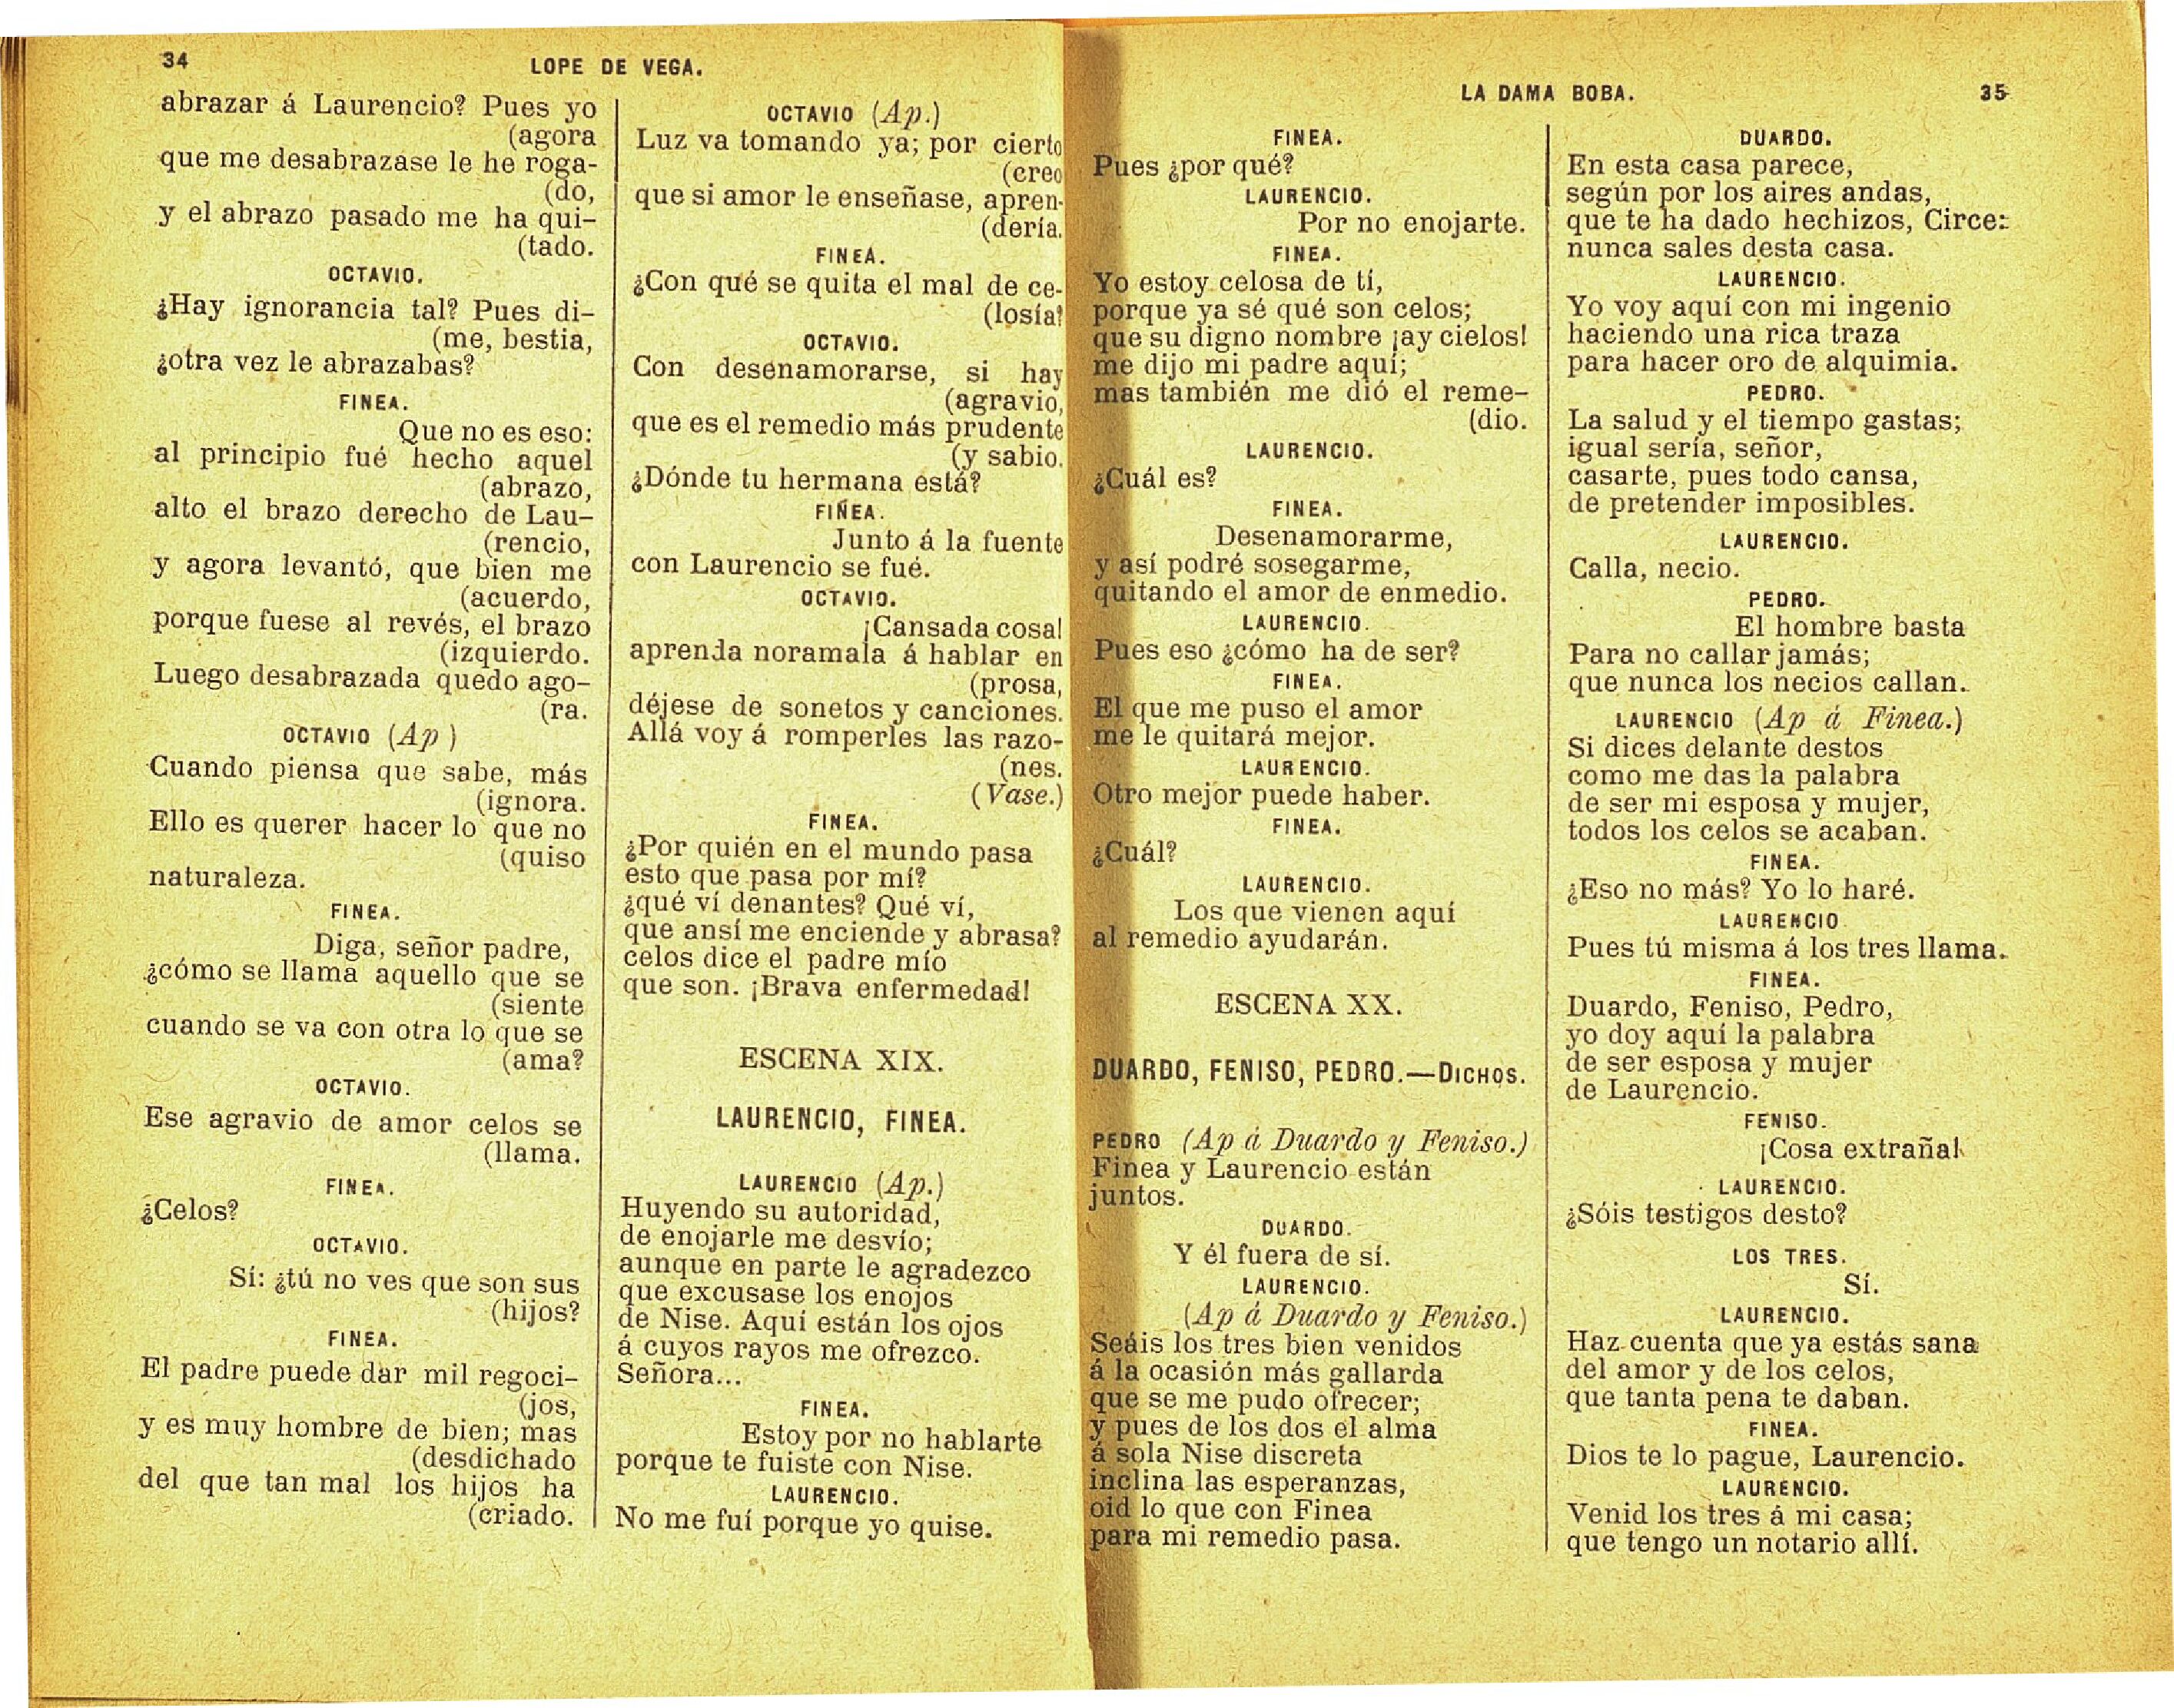 34
LOPE DE VEGA.
abrazar á Laurencio? Pues yo
(agora
que me desabrazase le he roga-
(do,
y el abrazo pasado me ha qui-
(tado.
OCTAVIO.
¿Hay ignorancia tal? Pues di-
(me, bestia,
¿otra vez le abrazabas?
FINEA.
Que no es eso:
al principio fué hecho aquel
(abrazo,
alto el brazo derecho de Lau-
(rencio,
y agora levantó, que bien me
(acuerdo,
porque fuese al revés, el brazo
(izquierdo.
Luego desabrazada quedo ago-
(ra.
OCTAVIO (Ap )
Cuando piensa que sabe, más
(ignora.
Ello es querer hacer lo que no
(quiso
naturaleza.
FINEA.
Diga, señor padre,
¿cómo se llama aquello que se
(siente
cuando se va con otra lo que se
(ama?
OCTAVIO.
Ese agravio de amor celos se
(llama.
FINEA.
¿Celos?
OCTAVIO.
Sí: ¿tú no ves que son sus
(hijos?
FINEA.
El padre puede dar mil regoci-
(jos,
y es muy hombre de bien; mas
(desdichado
del que tan mal los hijos ha
(criado.
OCTAVIO (Ap.)
Luz va tomando ya; por cierto
(creo
que si amor le enseñase, apren-
(dería.
FINEA.
¿Con qué se quita el mal de ce-
(losía?
OCTAVIO.
Con desenamorarse, si hay
(agravio,
que es el remedio más prudente
(y sabio.
¿Dónde tu hermana está?
FINEA.
Junto á la fuente
con Laurencio se fué.
OCTAVIO.
¡Cansada cosa!
aprenda noramala á hablar en
(prosa,
déjese de sonetos y canciones.
Allá voy á romperles las razo-
(nes.
(Vase.)
FINEA.
¿Por quién en el mundo pasa
esto que pasa por mí?
¿qué ví denantes? Qué ví,
que ansí me enciende y abrasa?
celos dice el padre mío
que son. ¡Brava enfermedad!
ESCENA XIX.
LAURENCIO, FINEA.
LAURENCIO (Ap.)
Huyendo su autoridad,
de enojarle me desvío;
aunque en parte le agradezco
que excusase los enojos
de Nise. Aquí están los ojos
á cuyos rayos me ofrezco.
Señora...
FINEA.
Estoy por no hablarte
porque te fuiste con Nise.
LAURENCIO.
No me fuí porque yo quise.
LA DAMA BOBA.
35
FINEA.
Pues ¿por qué?
LAURENCIO.
Por no enojarte.
FINEA.
Yo estoy celosa de tí,
porque ya sé qué son celos;
que su digno nombre ¡ay cielos!
me dijo mi padre aquí;
mas también me dió el reme-
(dio.
LAURENCIO.
¿Cuál es?
FINEA.
Desenamorarme,
y así podré sosegarme,
quitando el amor de enmedio.
LAURENCIO.
Pues eso ¿cómo ha de ser?
FINEA.
El que me puso el amor
me le quitará mejor.
LAURENCIO.
Otro mejor puede haber.
FINEA.
¿Cuál?
LAURENCIO.
Los que vienen aquí
al remedio ayudarán.
ESCENA XX.
DUARDO, FENISO, PEDRO.—DICHOS.
PEDRO (Ap á Duardo y Feniso.)
Finea y Laurencio están
juntos.
DUARDO.
Y él fuera de sí.
LAURENCIO.
(Ap á Duardo y Feniso.)
Seáis los tres bien venidos
á la ocasión más gallarda
que se me pudo ofrecer;
y pues de los dos el alma
á sola Nise discreta
inclina las esperanzas,
oid lo que con Finea
para mi remedio pasa.
DUARDO.
En esta casa parece,
según por los aires andas,
que te ha dado hechizos, Circe:
nunca sales desta casa.
LAURENCIO.
Yo voy aquí con mi ingenio
haciendo una rica traza
para hacer oro de alquimia.
PEDRO.
La salud y el tiempo gastas;
igual sería, señor,
casarte, pues todo cansa,
de pretender imposibles.
LAURENCIO.
Calla, necio.
PEDRO.
El hombre basta
Para no callar jamás;
que nunca los necios callan.
LAURENCIO (Ap á Finea.)
Si dices delante destos
como me das la palabra
de ser mi esposa y mujer,
todos los celos se acaban.
FINEA.
¿Eso no más? Yo lo haré.
LAURENCIO
Pues tú misma á los tres llama.
FINEA.
Duardo, Feniso, Pedro,
yo doy aquí la palabra
de ser esposa y mujer
de Laurencio.
FENISO.
¡Cosa extraña!
LAURENCIO.
¿Sóis testigos desto?
LOS TRES.
Sí.
LAURENCIO.
Haz cuenta que ya estás sana
del amor y de los celos,
que tanta pena te daban.
FINEA.
Dios te lo pague, Laurencio.
LAURENCIO.
Venid los tres á mi casa;
que tengo un notario allí.